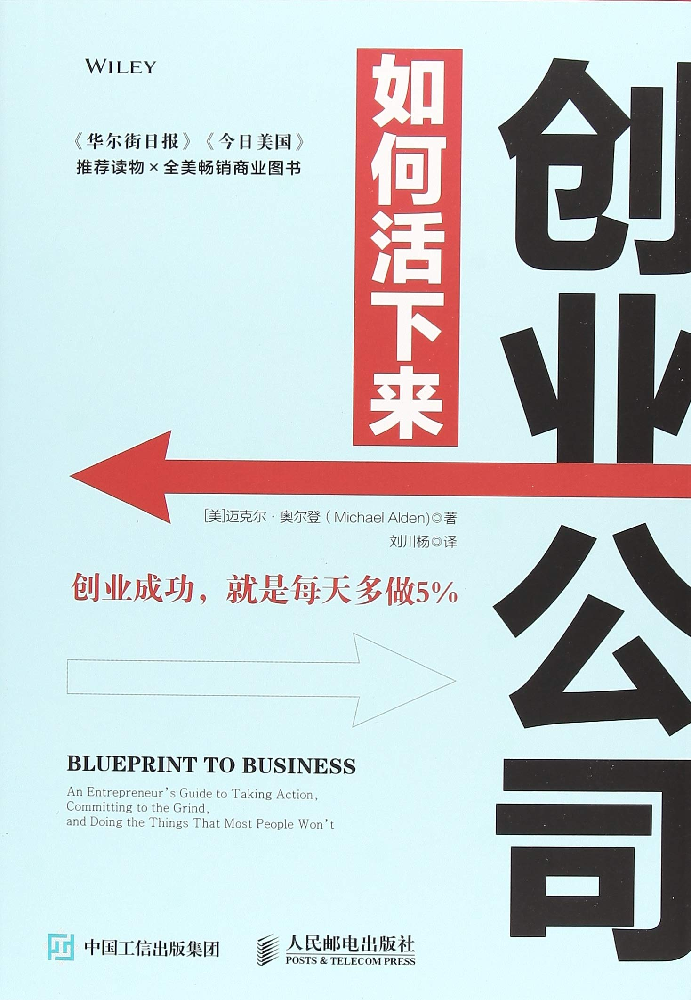 WILEY
《华尔街日报》《今日美国》
推荐读物×全美畅销商业图书
创业公司
如何活下来
[美]迈克尔·奥尔登（Michael Alden)◎著
刘川杨◎译
创业成功，就是每天多做5%
BLUEPRINT TO BUSINESS
An Entrepreneur's Guide to Taking Action,
Committing to the Grind,
and Doing the Things That Most People Won't
中国工信出版集团
人民邮电出版社
POSTS & TELECOM PRESS